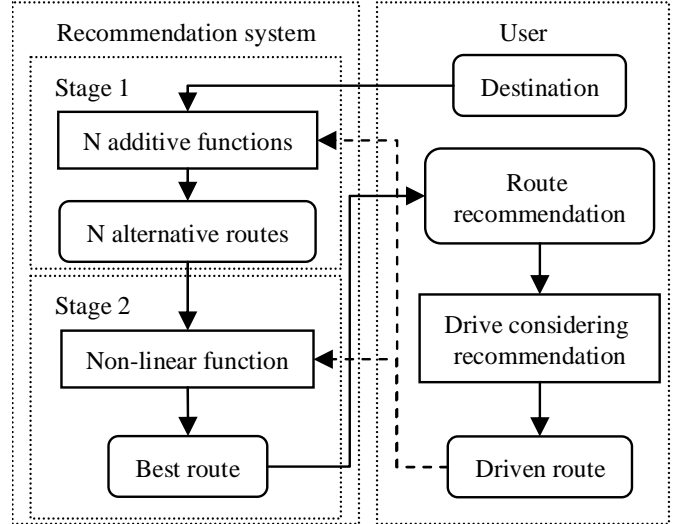 Recommendation system
Stage 1
N additive functions
N alternative routes
Stage 2
Non-linear function
Best route
User
Destination
Route
recommendation
Drive considering
recommendation
Driven route